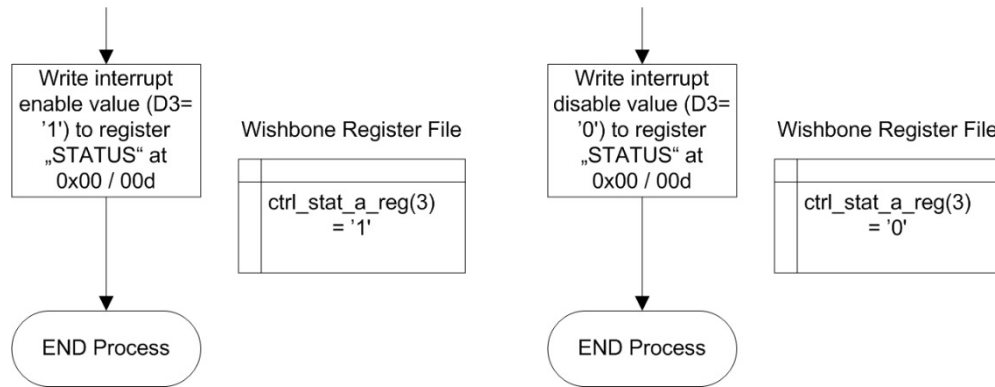 Write interrupt
enable value (D3=
’1') to register
„STATUS“ at
0x00 / 00d
Wishbone Register File
ctrl_stat_a_reg(3)
= ’1'
END Process
Write interrupt
disable value (D3=
’0') to register
„STATUS“ at
0x00 / 00d
Wishbone Register File
ctrl_stat_a_reg(3)
= ’0'
END Process